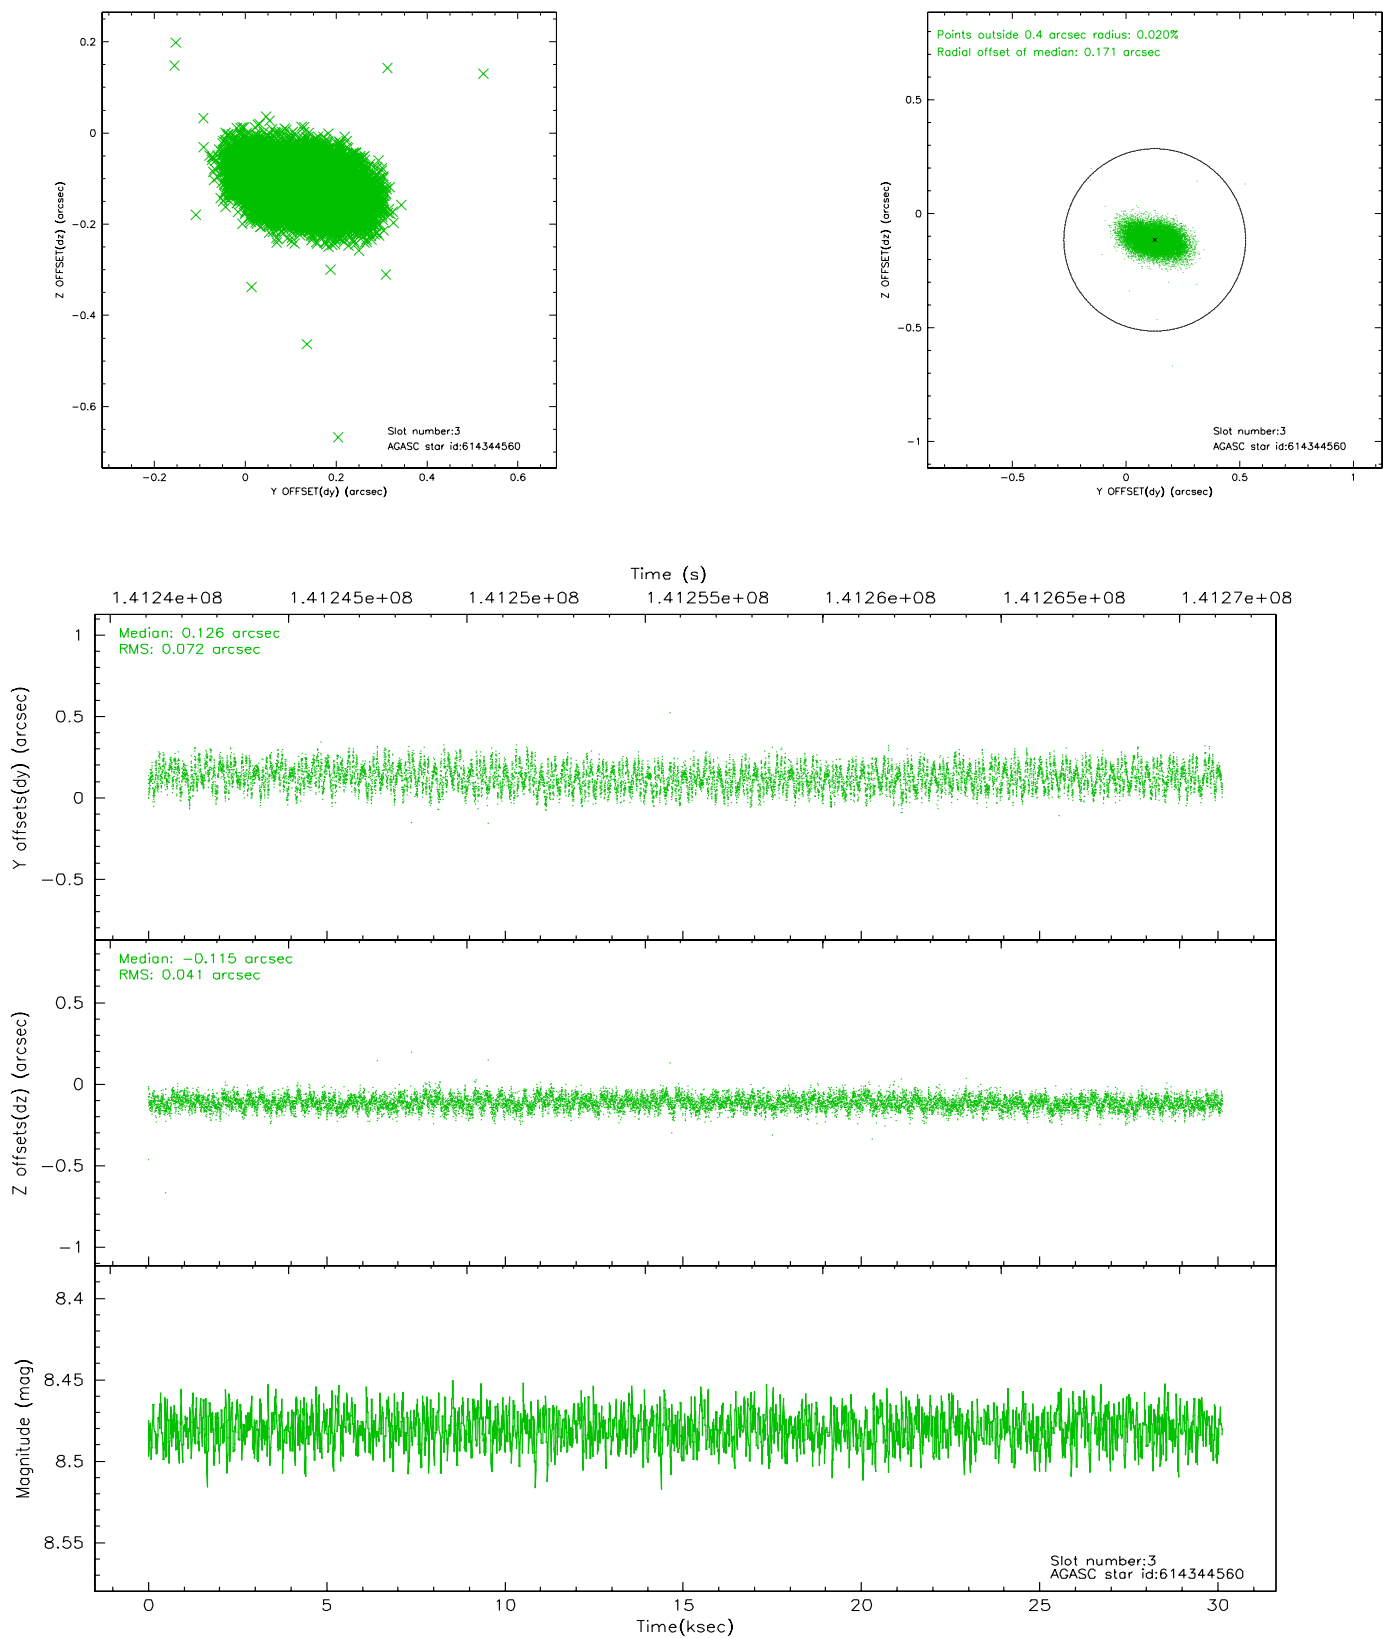 0.2
0
−0.2
−0.4
−0.6
Z OFFSET(dz) (arcsec)
Slot number:3
AGASC star id:614344560
−0.2 0 0.2 0.4 0.6
Y OFFSET(dy) (arcsec)
Points outside 0.4 arcsec radius: 0.020%
Radial offset of median: 0.171 arcsec
0.5
0
−0.5
−1
Z OFFSET(dz) (arcsec)
Slot number:3
AGASC star id:614344560
−0.5 0 0.5 1
Y OFFSET(dy) (arcsec)
Time (s)
1.4124e+08 1.41245e+08 1.4125e+08 1.41255e+08 1.4126e+08 1.41265e+08 1.4127e+08
Median: 0.126 arcsec
RMS: 0.072 arcsec
1
0.5
0
−0.5
Y offsets(dy) (arcsec)
Median: −0.115 arcsec
RMS: 0.041 arcsec
0.5
0
−0.5
−1
Z offsets(dz) (arcsec)
8.4
8.45
8.5
8.55
Magnitude (mag)
Slot number:3
AGASC star id:614344560
0 5 10 15 20 25 30
Time(ksec)